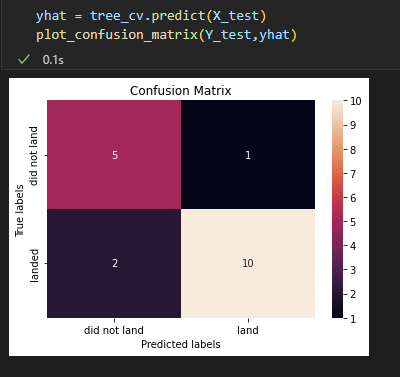 yhat = tree_cv.predict(X_test)
plot_confusion_matrix(Y_test,yhat)
0.1s
Confusion Matrix
True labels
did not land
landed
5
1
2
10
did not land
land
Predicted labels
10
9
8
7
6
5
4
3
2
1